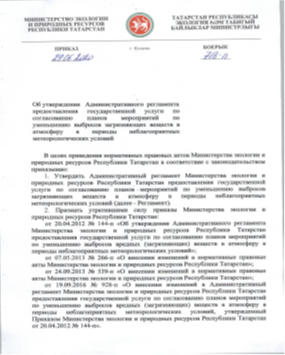 МИНИСТЕРСТВО ЭКОЛОГИИ
И ПРИРОДНЫХ РЕСУРСОВ
РЕСПУБЛИКИ ТАТАРСТАН
ТАТАРСТАН РЕСПУБЛИКАСЫ
ЭКОЛОГИЯ ҺӘМ ТАБИГЫЙ
БАЙЛЫКЛАР МИНИСТРЛЫГЫ
ПРИКАЗ
г. Казань
БОЕРЫК
Об утверждении Административного регламента
предоставления государственной услуги по
согласованию планов мероприятий по
уменьшению выбросов загрязняющих веществ в
атмосферу в периоды неблагоприятных
метеорологических условий
В целях приведения нормативных правовых актов Министерства экологии и
природных ресурсов Республики Татарстан в соответствие с законодательством
приказываю:
1. Утвердить Административный регламент Министерства экологии и
природных ресурсов Республики Татарстан предоставления государственной
услуги по согласованию планов мероприятий по уменьшению выбросов
загрязняющих веществ в атмосферу в периоды неблагоприятных
метеорологических условий (далее - Регламент).
2. Признать утратившими силу приказы Министерства экологии и
природных ресурсов Республики Татарстан:
от 20.04.2012 № 144-п «Об утверждении Административного регламента
Министерства экологии и природных ресурсов Республики Татарстан
предоставления государственной услуги по согласованию планов мероприятий по
уменьшению выбросов вредных (загрязняющих) веществ в атмосферу в
периоды неблагоприятных метеорологических условий»;
от 07.05.2013 № 266-п «О внесении изменений в нормативные правовые
акты Министерства экологии и природных ресурсов Республики Татарстан»;
от 24.09.2013 № 539-п «О внесении изменений в нормативные правовые
акты Министерства экологии и природных ресурсов Республики Татарстан»;
от 19.09.2016 № 928-п «О внесении изменений в Административный
регламент Министерства экологии и природных ресурсов Республики Татарстан
предоставления государственной услуги по согласованию планов мероприятий
по уменьшению выбросов вредных (загрязняющих) веществ в атмосферу в
периоды неблагоприятных метеорологических условий, утвержденный
Приказом Министерства экологии и природных ресурсов Республики Татарстан
от 20.04.2012 № 144-п».